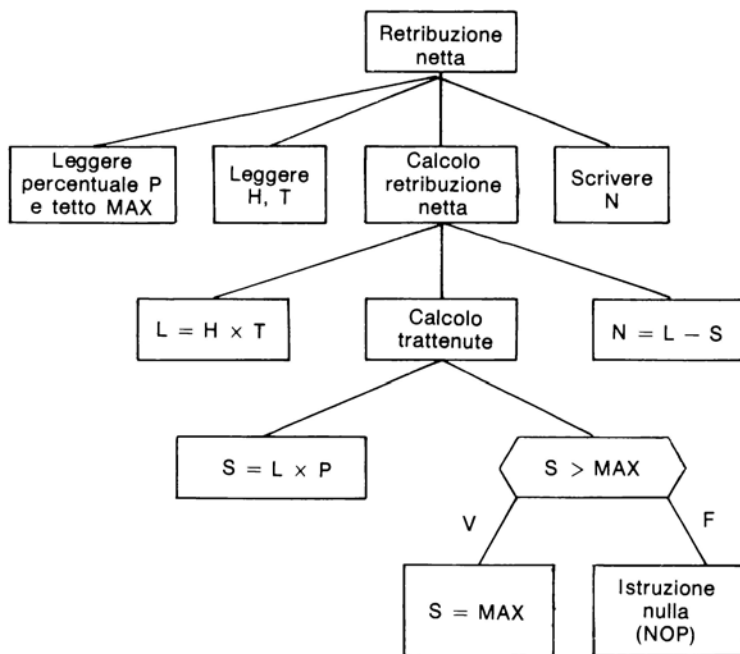 Retribuzione
netta
Leggere
percentuale P
e tetto MAX
Leggere
H, T
Calcolo
retribuzione
netta
Scrivere
N
L = H × T
Calcolo
trattenute
N = L − S
S = L × P
S > MAX
V
F
S = MAX
Istruzione
nulla
(NOP)